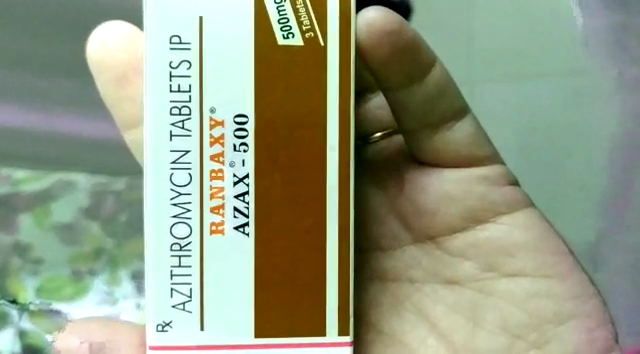 ℞ AZITHROMYCIN TABLETS IP
RANBAXY®
AZAX® - 500
500mg
3 Tablets